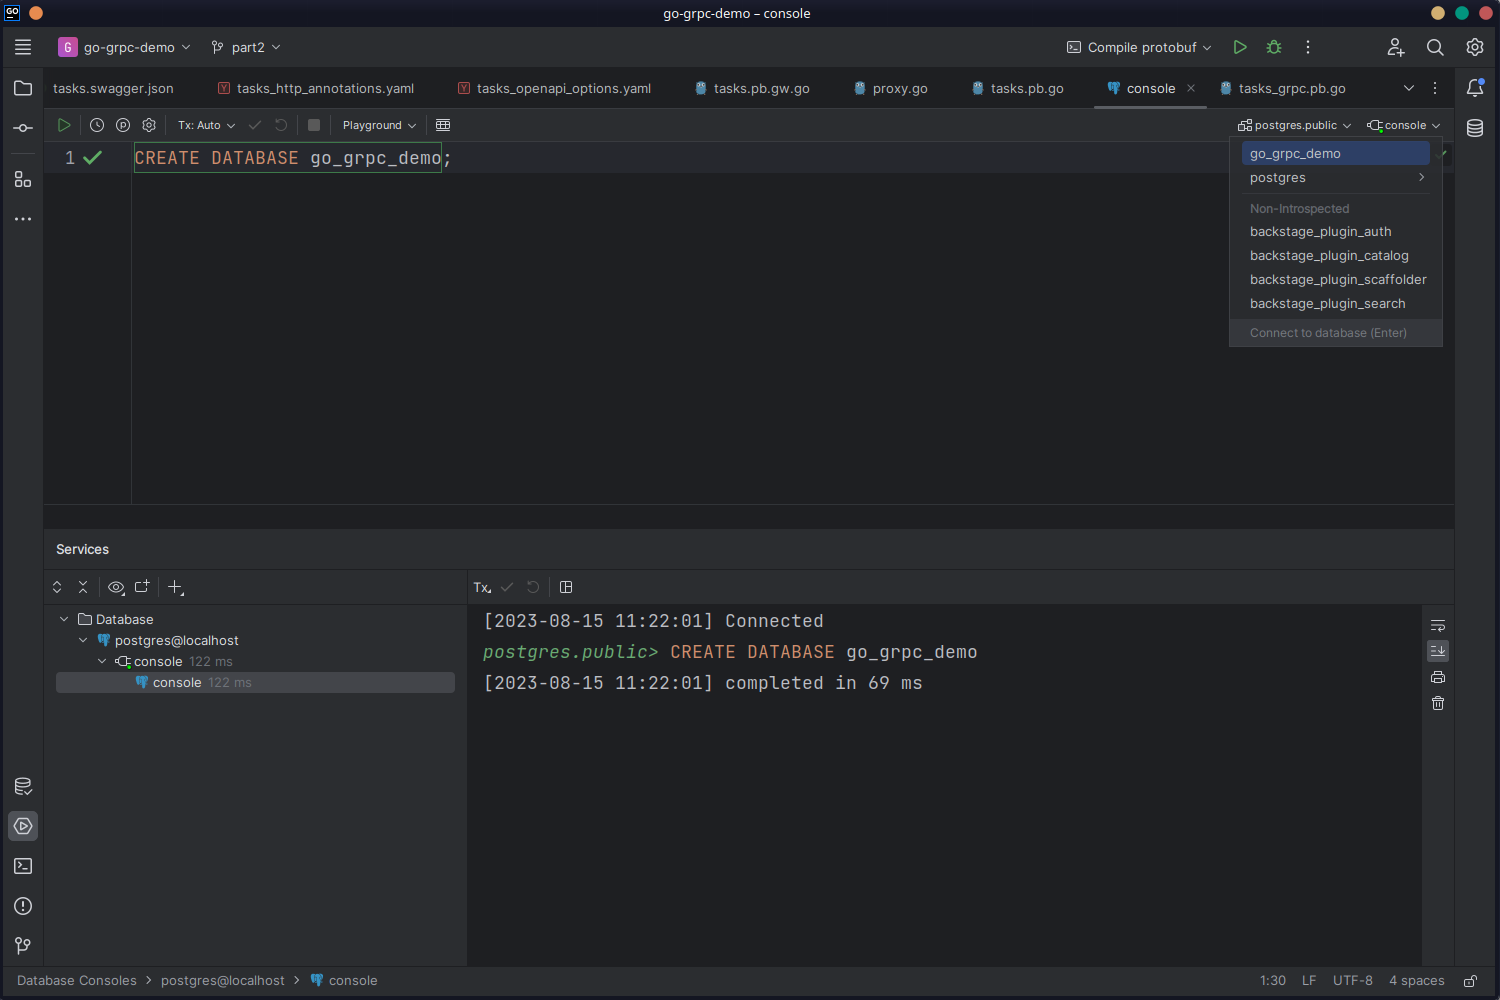 GO
go-grpc-demo – console
G go-grpc-demo
part2
Compile protobuf
tasks.swagger.json
Y tasks_http_annotations.yaml
Y tasks_openapi_options.yaml
tasks.pb.gw.go
proxy.go
tasks.pb.go
console
tasks_grpc.pb.go
Tx: Auto
Playground
postgres.public
console
1 CREATE DATABASE go_grpc_demo;
go_grpc_demo
postgres
Non-Introspected
backstage_plugin_auth
backstage_plugin_catalog
backstage_plugin_scaffolder
backstage_plugin_search
Connect to database (Enter)
Services
Tx
Database
postgres@localhost
console 122 ms
console 122 ms
[2023-08-15 11:22:01] Connected
postgres.public> CREATE DATABASE go_grpc_demo
[2023-08-15 11:22:01] completed in 69 ms
Database Consoles > postgres@localhost > console
1:30 LF UTF-8 4 spaces